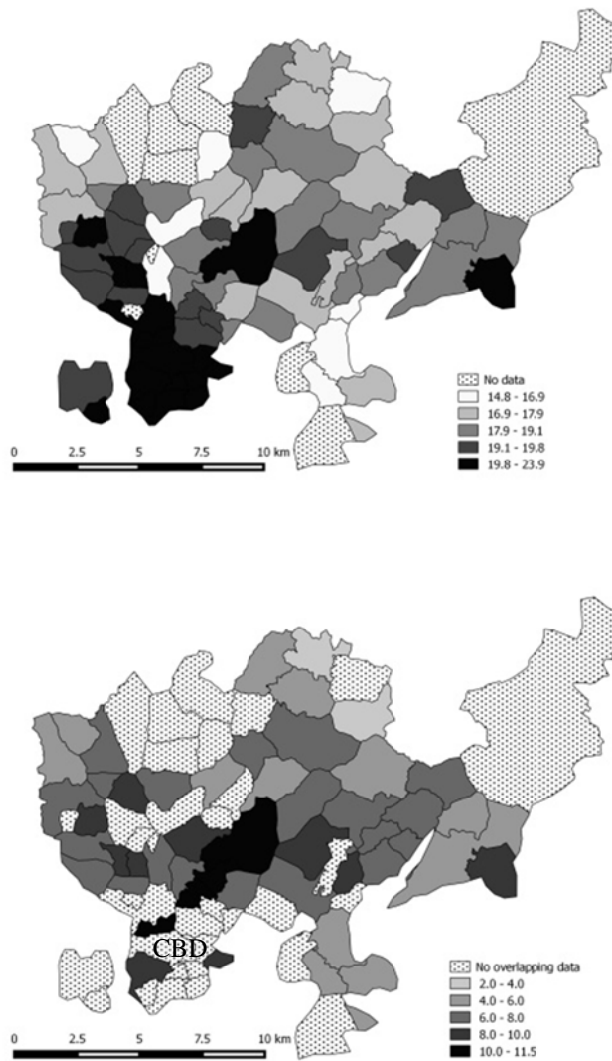 No data
14.8 - 16.9
16.9 - 17.9
17.9 - 19.1
19.1 - 19.8
19.8 - 23.9
0 2.5 5 7.5 10 km
CBD
No overlapping data
2.0 - 4.0
4.0 - 6.0
6.0 - 8.0
8.0 - 10.0
10.0 - 11.5
0 2.5 5 7.5 10 km